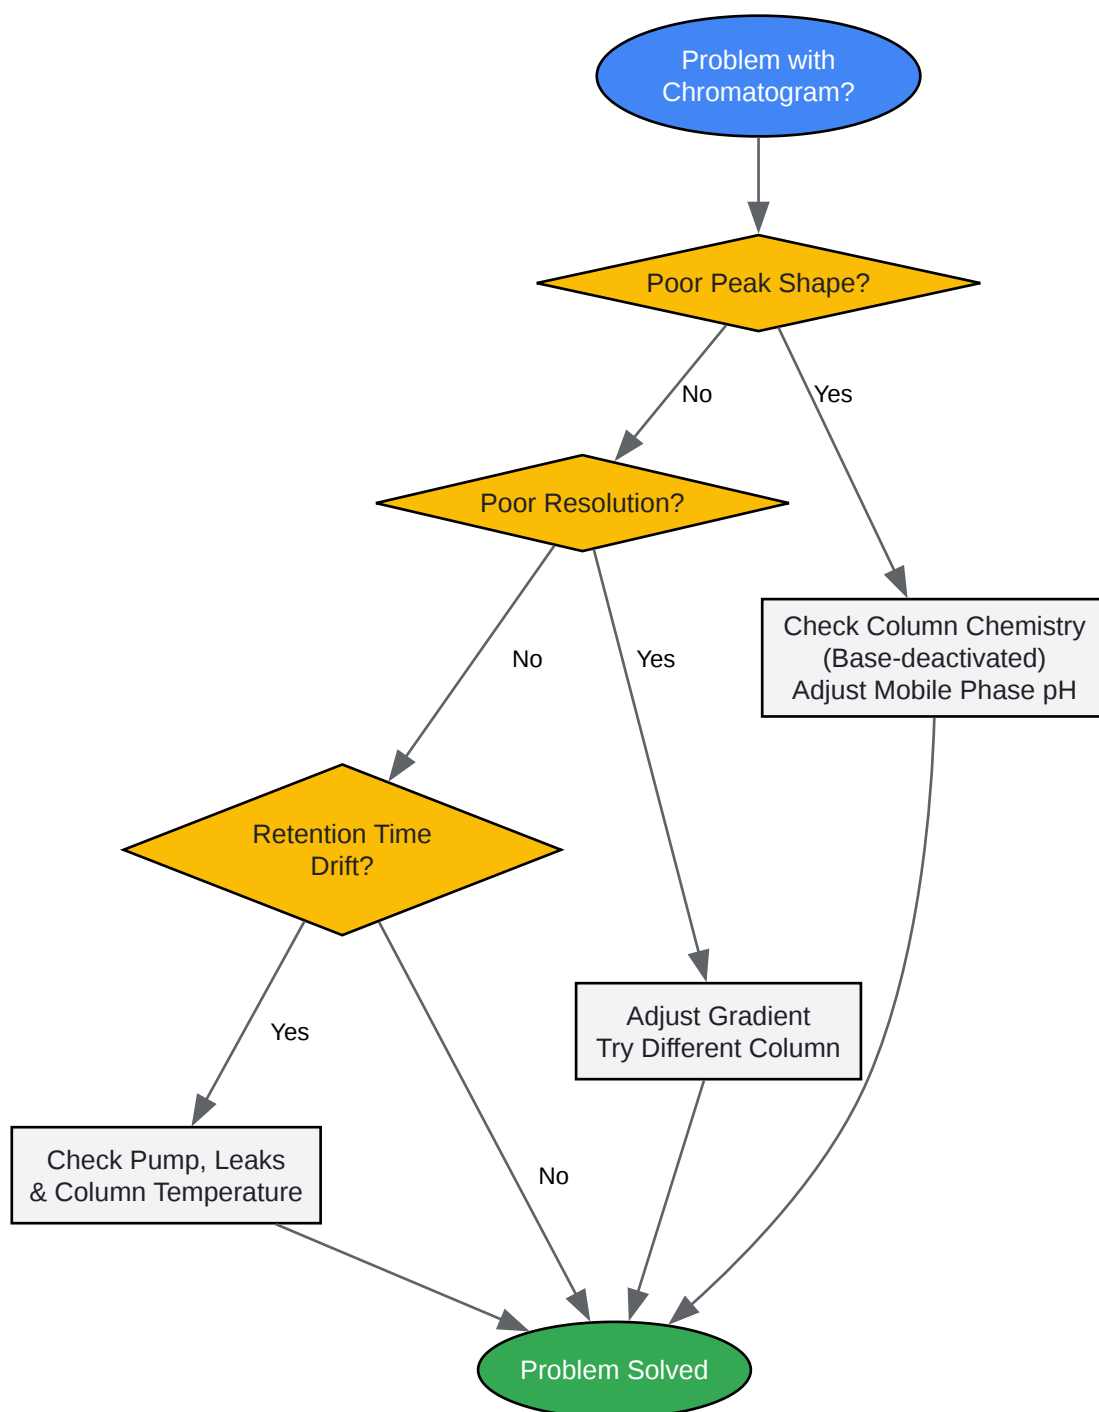 Problem with
Chromatogram?
Poor Peak Shape?
No
Yes
Poor Resolution?
Check Column Chemistry
(Base-deactivated)
Adjust Mobile Phase pH
No
Yes
Retention Time
Drift?
Adjust Gradient
Try Different Column
Yes
Check Pump, Leaks
& Column Temperature
No
Problem Solved